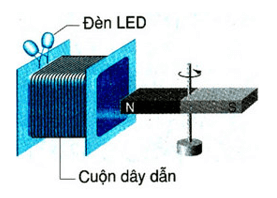 Đèn LED
N
S
Cuộn dây dẫn